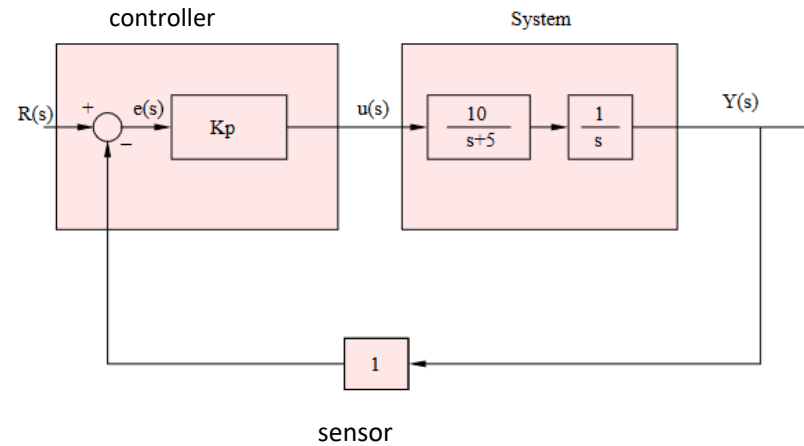 controller
System
R(s)
+
e(s)
−
Kp
u(s)
10
s+5
1
s
Y(s)
1
sensor